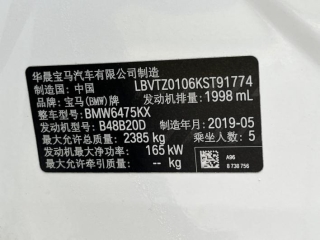 华晨宝马汽车有限公司制造
制造国：中国 LBVTZ0106KST91774
品牌：宝马(BMW)牌 发动机排量：1998 mL
整车型号：BMW6475KX
发动机型号：B48B20D 制造年月：2019-05
最大允许总质量：2385 kg 乘坐人数：5
发动机最大净功率：165 kW
最大允许牵引质量：-- kg
A96
8 738 756